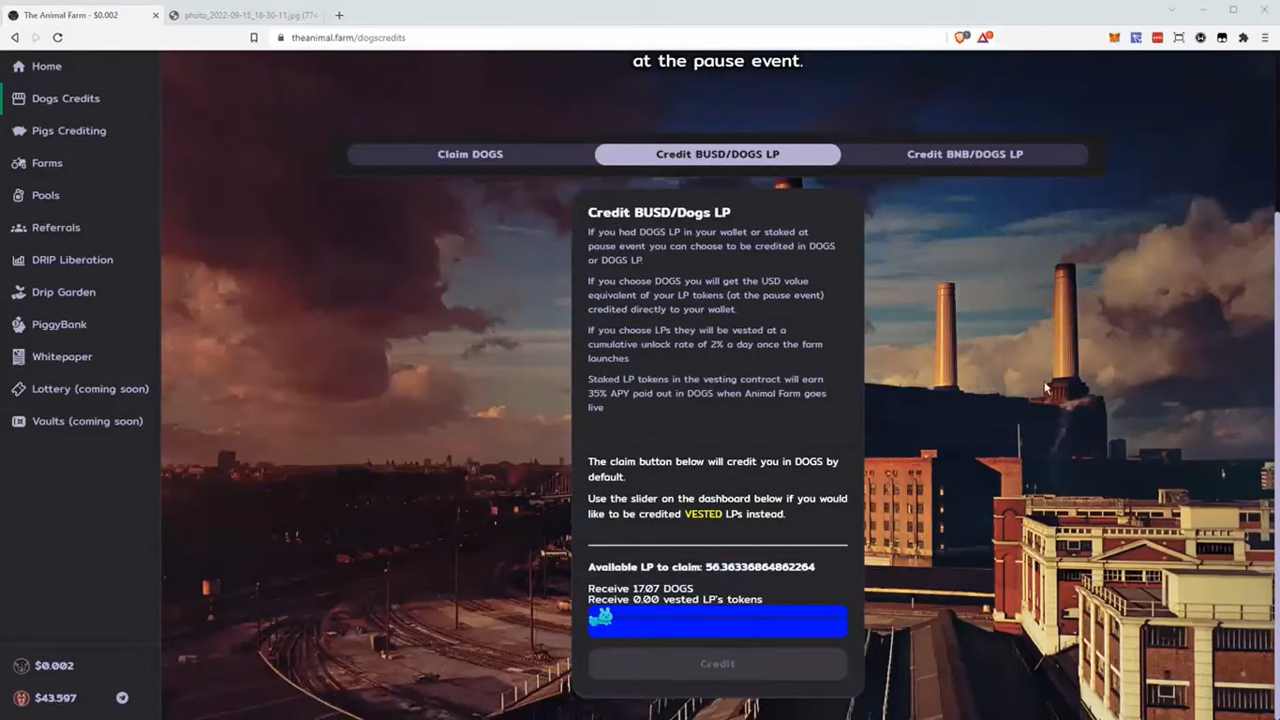 The Animal Farm - $0.002
photo_2022-09-15_18-30-11.jpg (774
theanimal.farm/dogscredits
Home
Dogs Credits
Pigs Crediting
Farms
Pools
Referrals
DRIP Liberation
Drip Garden
PiggyBank
Whitepaper
Lottery (coming soon)
Vaults (coming soon)
$0.002
$43.597
at the pause event.
Claim DOGS
Credit BUSD/DOGS LP
Credit BNB/DOGS LP
Credit BUSD/Dogs LP
If you had DOGS LP in your wallet or staked at
pause event you can choose to be credited in DOGS
or DOGS LP.
If you choose DOGS you will get the USD value
equivalent of your LP tokens (at the pause event)
credited directly to your wallet.
If you choose LPs they will be vested at a
cumulative unlock rate of 2% a day once the farm
launches
Staked LP tokens in the vesting contract will earn
35% APY paid out in DOGS when Animal Farm goes
live
The claim button below will credit you in DOGS by
default.
Use the slider on the dashboard below if you would
like to be credited VESTED LPs instead.
Available LP to claim: 56.36336864862264
Receive 17.07 DOGS
Receive 0.00 vested LP's tokens
Credit